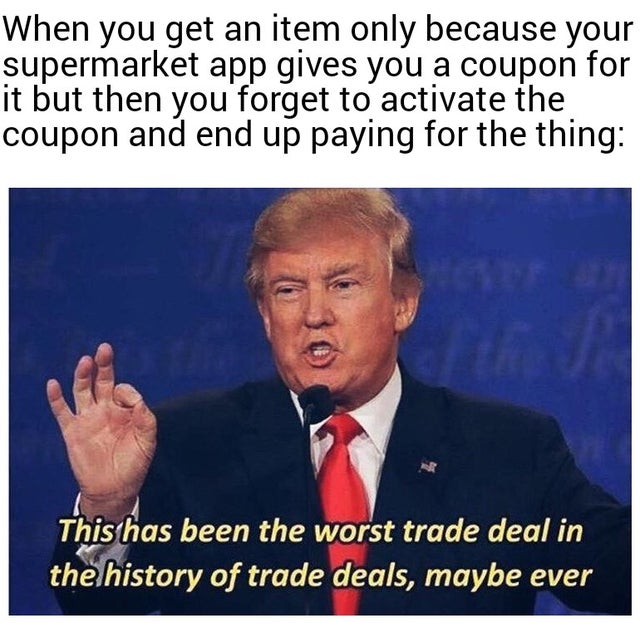 When you get an item only because your
supermarket app gives you a coupon for
it but then you forget to activate the
coupon and end up paying for the thing:
This has been the worst trade deal in
the history of trade deals, maybe ever